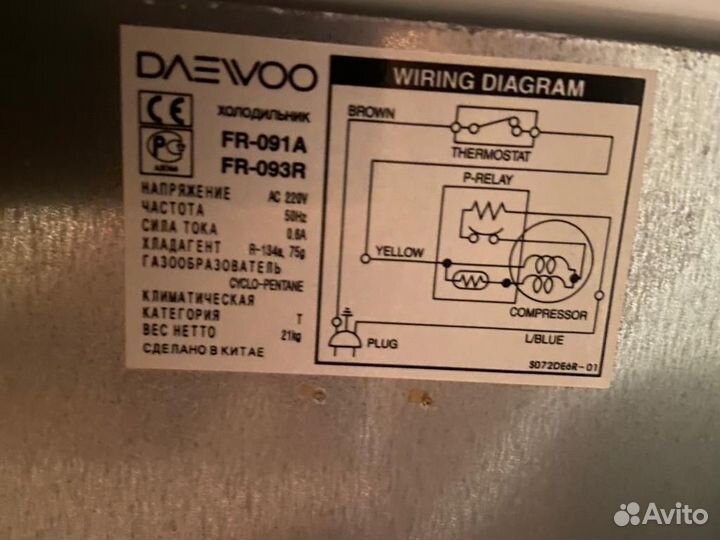 DAEWOO
CE
ХОЛОДИЛЬНИК
FR-091A
FR-093R
НАПРЯЖЕНИЕ AC 220V
ЧАСТОТА 50Hz
СИЛА ТОКА 0.6A
ХЛАДАГЕНТ R-134a, 75g
ГАЗООБРАЗОВАТЕЛЬ
CYCLO-PENTANE
КЛИМАТИЧЕСКАЯ
КАТЕГОРИЯ T
ВЕС НЕТТО 21kg
СДЕЛАНО В КИТАЕ
WIRING DIAGRAM
BROWN
THERMOSTAT
P-RELAY
YELLOW
COMPRESSOR
L/BLUE
PLUG
S072DE6R-01
Avito